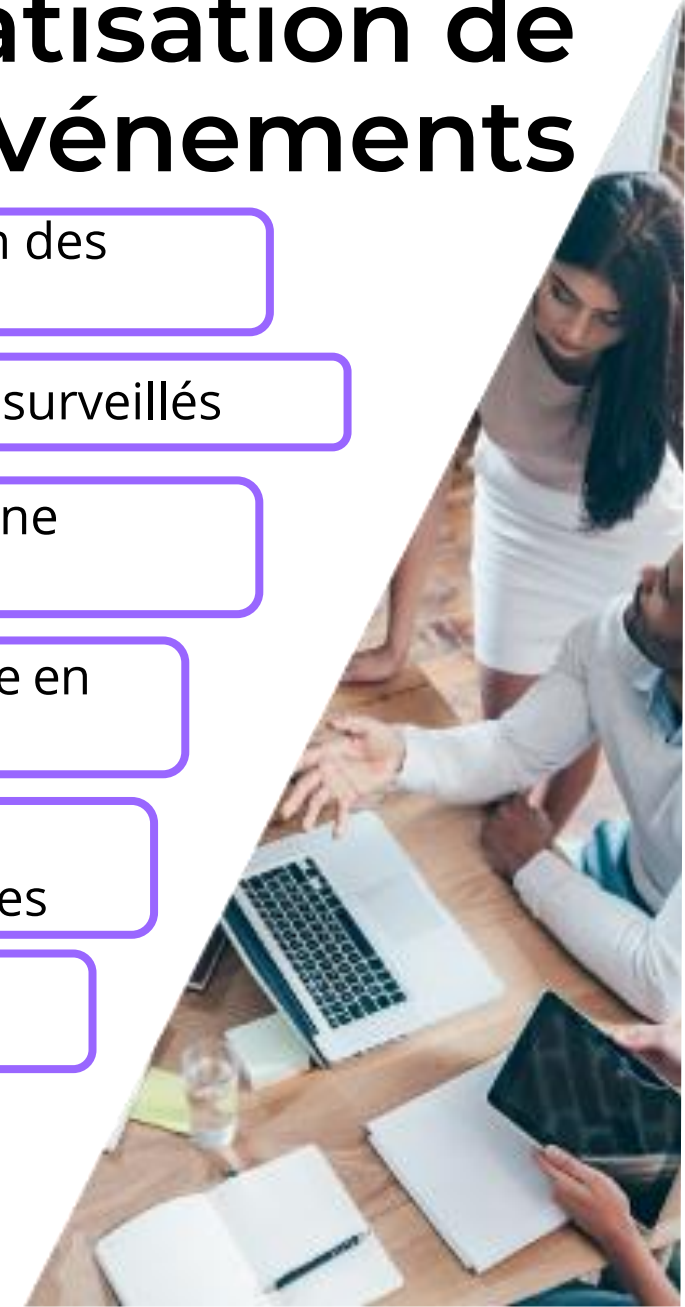 atisation de
vénements
n des
surveillés
ne
e en
es